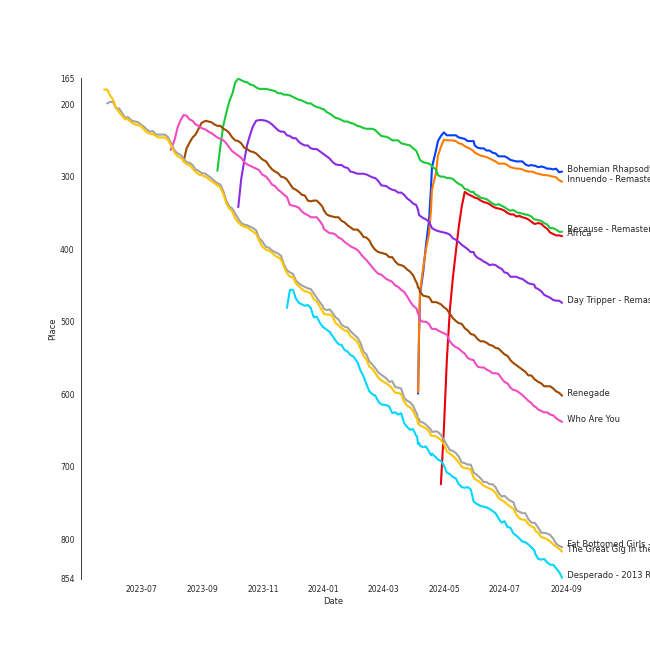 165
200
300
400
500
600
700
800
854
Place
2023-07
2023-09
2023-11
2024-01
2024-03
2024-05
2024-07
2024-09
Date
Bohemian Rhapsod
Innuendo - Remaste
Because - Remaster
Africa
Day Tripper - Remas
Renegade
Who Are You
Fat Bottomed Girls -
The Great Gig in the
Desperado - 2013 R